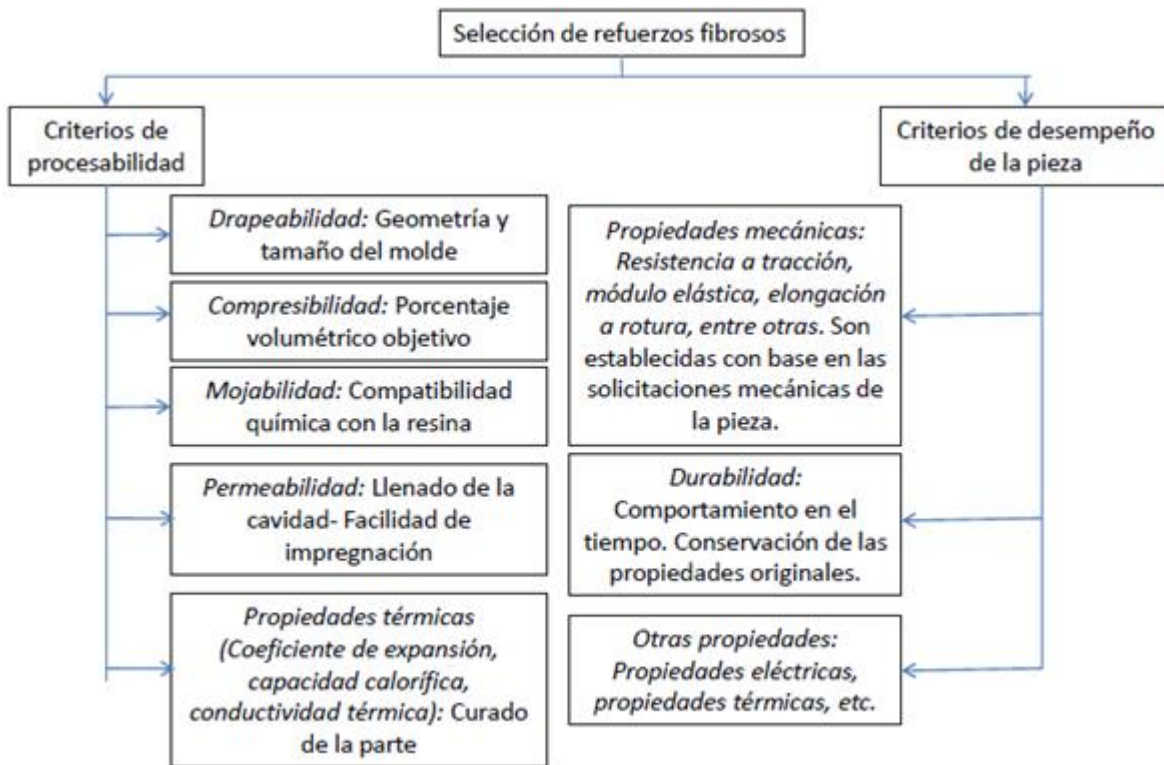 Selección de refuerzos fibrosos
Criterios de
procesabilidad
Criterios de desempeño
de la pieza
Drapeabilidad: Geometría y
tamaño del molde
Compresibilidad: Porcentaje
volumétrico objetivo
Mojabilidad: Compatibilidad
química con la resina
Permeabilidad: Llenado de la
cavidad- Facilidad de
impregnación
Propiedades térmicas
(Coeficiente de expansión,
capacidad calorífica,
conductividad térmica): Curado
de la parte
Propiedades mecánicas:
Resistencia a tracción,
módulo elástica, elongación
a rotura, entre otras. Son
establecidas con base en las
solicitaciones mecánicas de
la pieza.
Durabilidad:
Comportamiento en el
tiempo. Conservación de las
propiedades originales.
Otras propiedades:
Propiedades eléctricas,
propiedades térmicas, etc.